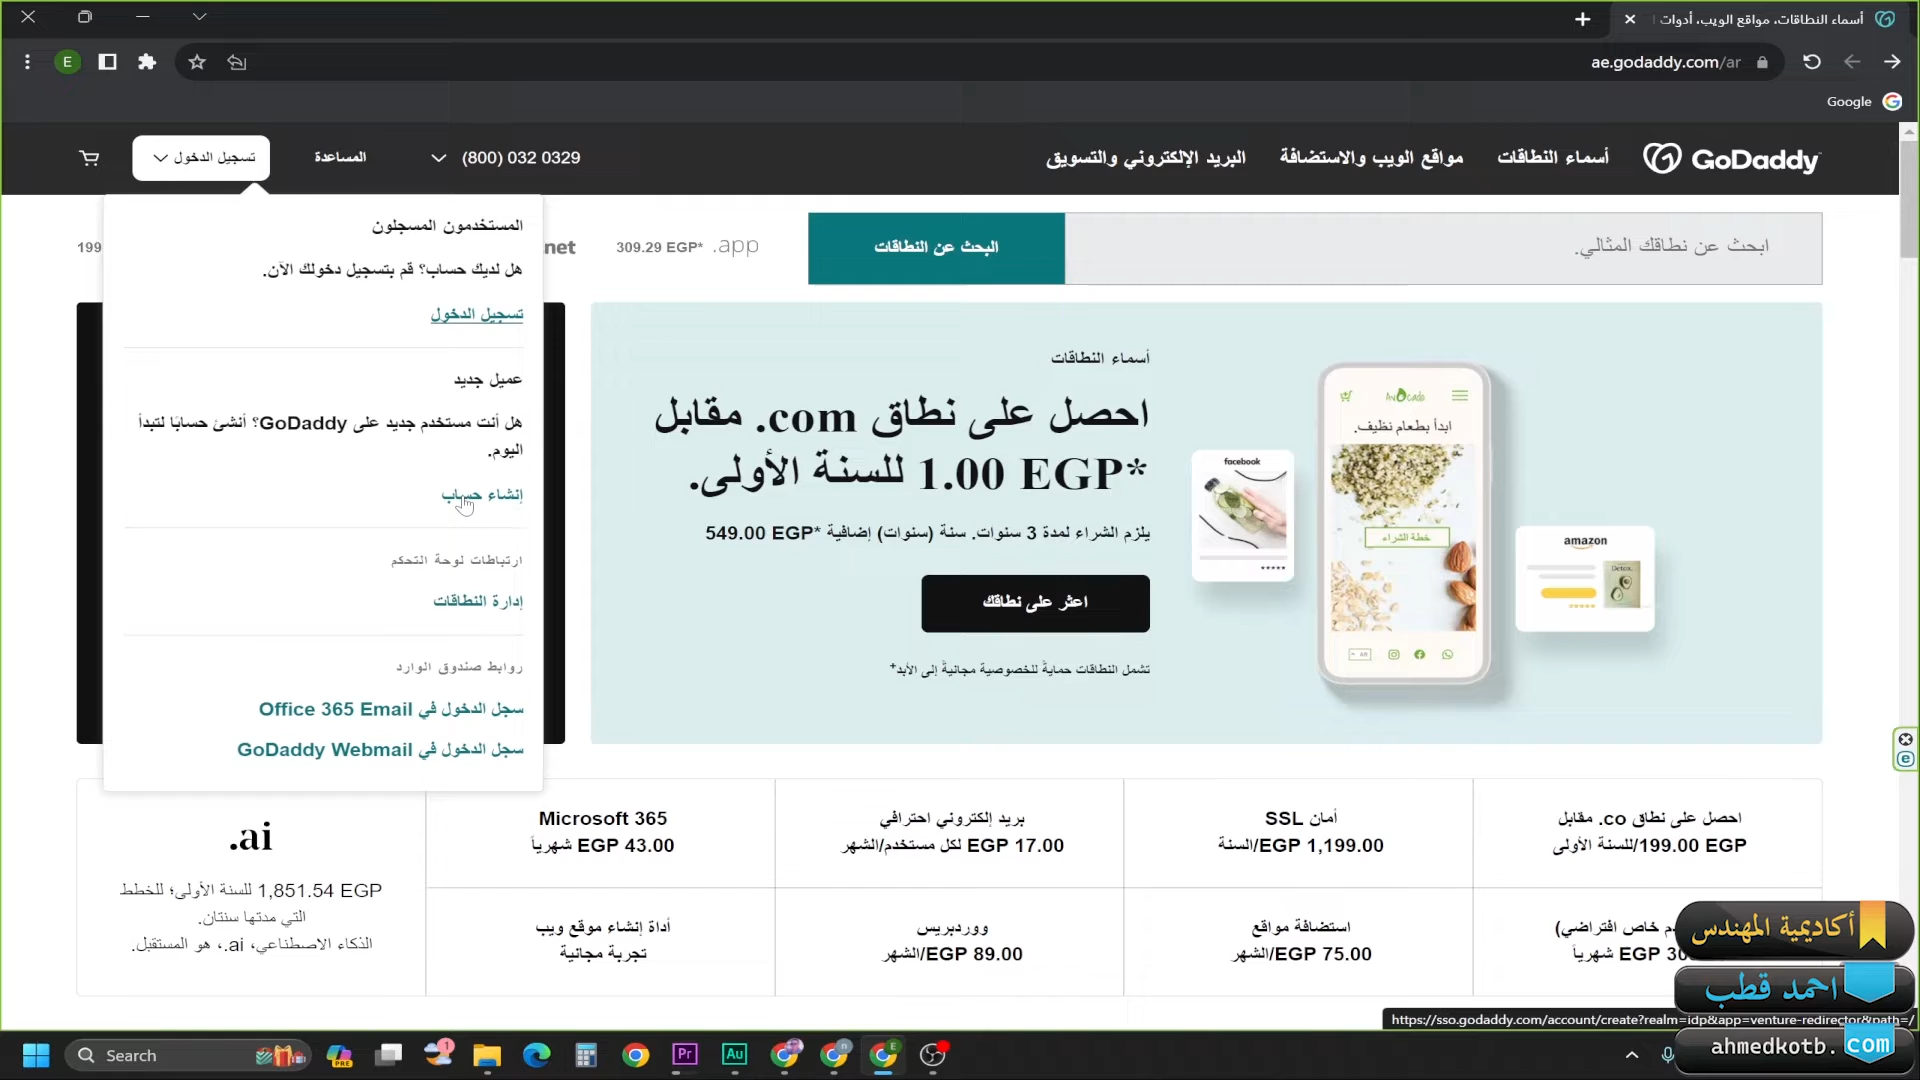 أسماء النطاقات، مواقع الويب، أدوات
ae.godaddy.com/ar
E
Google
GoDaddy
أسماء النطاقات
مواقع الويب والاستضافة
البريد الإلكتروني والتسويق
(800) 032 0329
المساعدة
تسجيل الدخول
ابحث عن نطاقك المثالي.
البحث عن النطاقات
.app 309.29 EGP*
net
199
المستخدمون المسجلون
هل لديك حساب؟ قم بتسجيل دخولك الآن.
تسجيل الدخول
عميل جديد
هل أنت مستخدم جديد على GoDaddy؟ أنشئ حسابًا لتبدأ
اليوم.
إنشاء حساب
ارتباطات لوحة التحكم
إدارة النطاقات
روابط صندوق الوارد
سجل الدخول في Office 365 Email
سجل الدخول في GoDaddy Webmail
أسماء النطاقات
احصل على نطاق com. مقابل
*1.00 EGP للسنة الأولى.
يلزم الشراء لمدة 3 سنوات. سنة (سنوات) إضافية *549.00 EGP
اعثر على نطاقك
تشمل النطاقات حمايةً للخصوصية مجانيةً إلى الأبد+
facebook
Avocado
ابدأ بطعام نظيف.
خطة الشراء
amazon
Detox.
احصل على نطاق co. مقابل
199.00 EGP/للسنة الأولى
أمان SSL
1,199.00 EGP/السنة
بريد إلكتروني احترافي
17.00 EGP لكل مستخدم/الشهر
Microsoft 365
43.00 EGP شهرياً
.ai
1,851.54 EGP للسنة الأولى؛ للخطط
التي مدتها سنتان.
الذكاء الاصطناعي، ai.، هو المستقبل.
م خاص افتراضي)
30 EGP شهرياً
استضافة مواقع
75.00 EGP/الشهر
ووردبريس
89.00 EGP/الشهر
أداة إنشاء موقع ويب
تجربة مجانية
أكاديمية المهندس
احمد قطب
ahmedkotb. com
https://sso.godaddy.com/account/create?realm=idp&app=venture-redirector&path=/
Search
PRE
1
Pr
Au
n
E